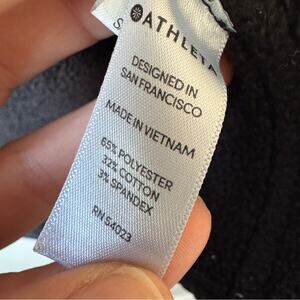 S
ATHLETA
DESIGNED IN
SAN FRANCISCO
MADE IN VIETNAM
65% POLYESTER
32% COTTON
3% SPANDEX
RN 54023